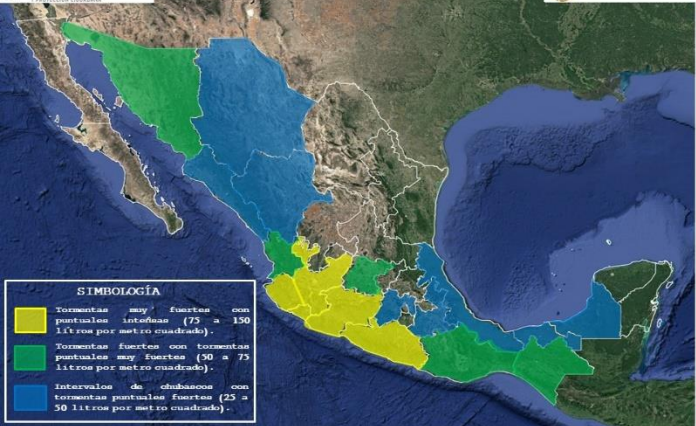 SIMBOLOGÍA
Tormentas muy fuertes con
puntuales intensas (75 a 150
litros por metro cuadrado).
Tormentas fuertes con tormentas
puntuales muy fuertes (50 a 75
litros por metro cuadrado).
Intervalos de chubascos con
tormentas puntuales fuertes (25 a
50 litros por metro cuadrado).